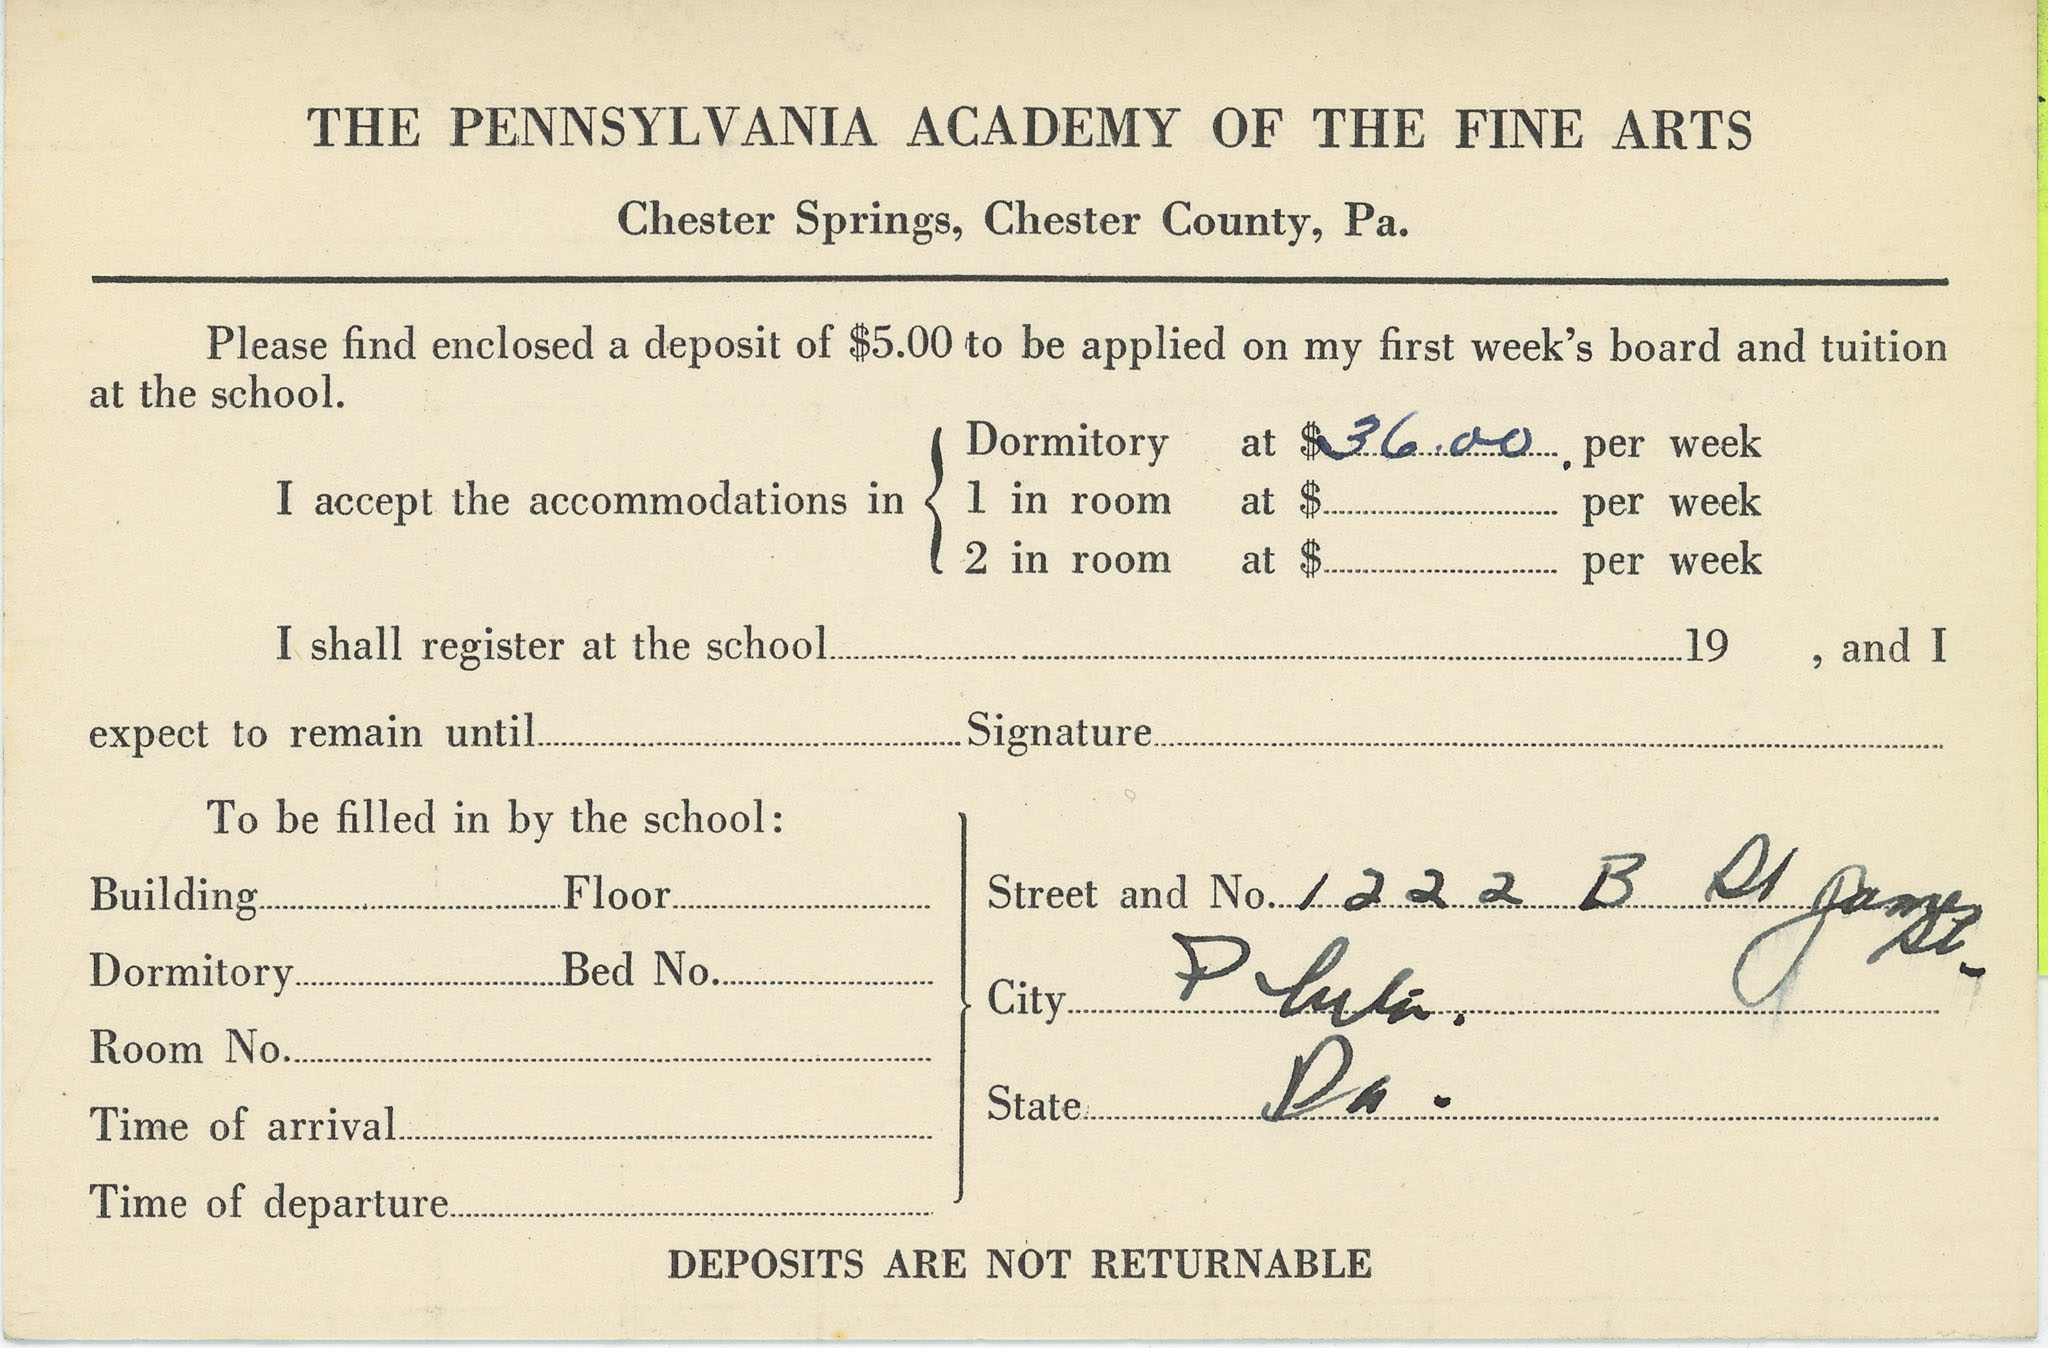 THE PENNSYLVANIA ACADEMY OF THE FINE ARTS
Chester Springs, Chester County, Pa.
Please find enclosed a deposit of $5.00 to be applied on my first week's board and tuition
at the school.
I accept the accommodations in
Dormitory at $36.00 per week
1 in room at $ per week
2 in room at $ per week
I shall register at the school 19 , and I
expect to remain until Signature
To be filled in by the school:
Building Floor
Dormitory Bed No.
Room No.
Time of arrival
Time of departure
Street and No. 1222 B St James
St.
City Phila.
State Pa.
DEPOSITS ARE NOT RETURNABLE